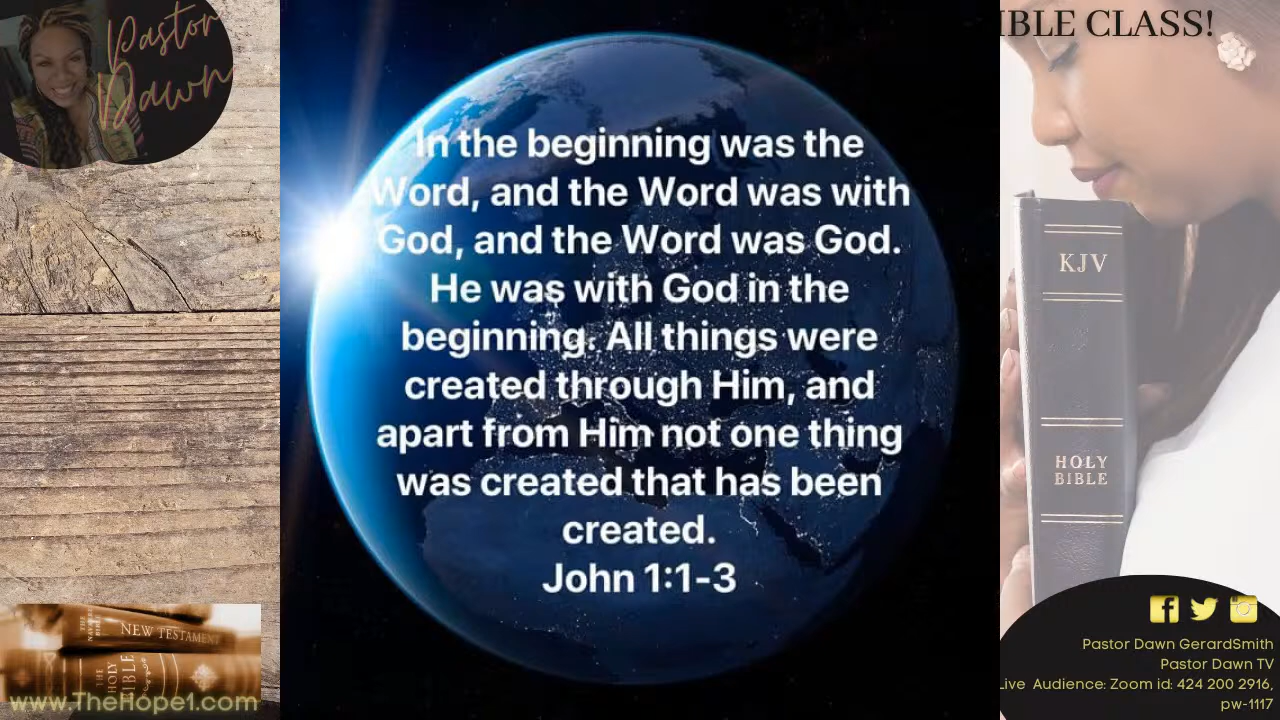 Pastor
Dawn
IBLE CLASS!
In the beginning was the
Word, and the Word was with
God, and the Word was God.
He was with God in the
beginning. All things were
created through Him, and
apart from Him not one thing
was created that has been
created.
John 1:1-3
KJV
HOLY
BIBLE
NEW TESTAMENT
THE
HOLY
BIBLE
www.TheHope1.com
Pastor Dawn GerardSmith
Pastor Dawn TV
Live Audience: Zoom id: 424 200 2916,
pw-1117